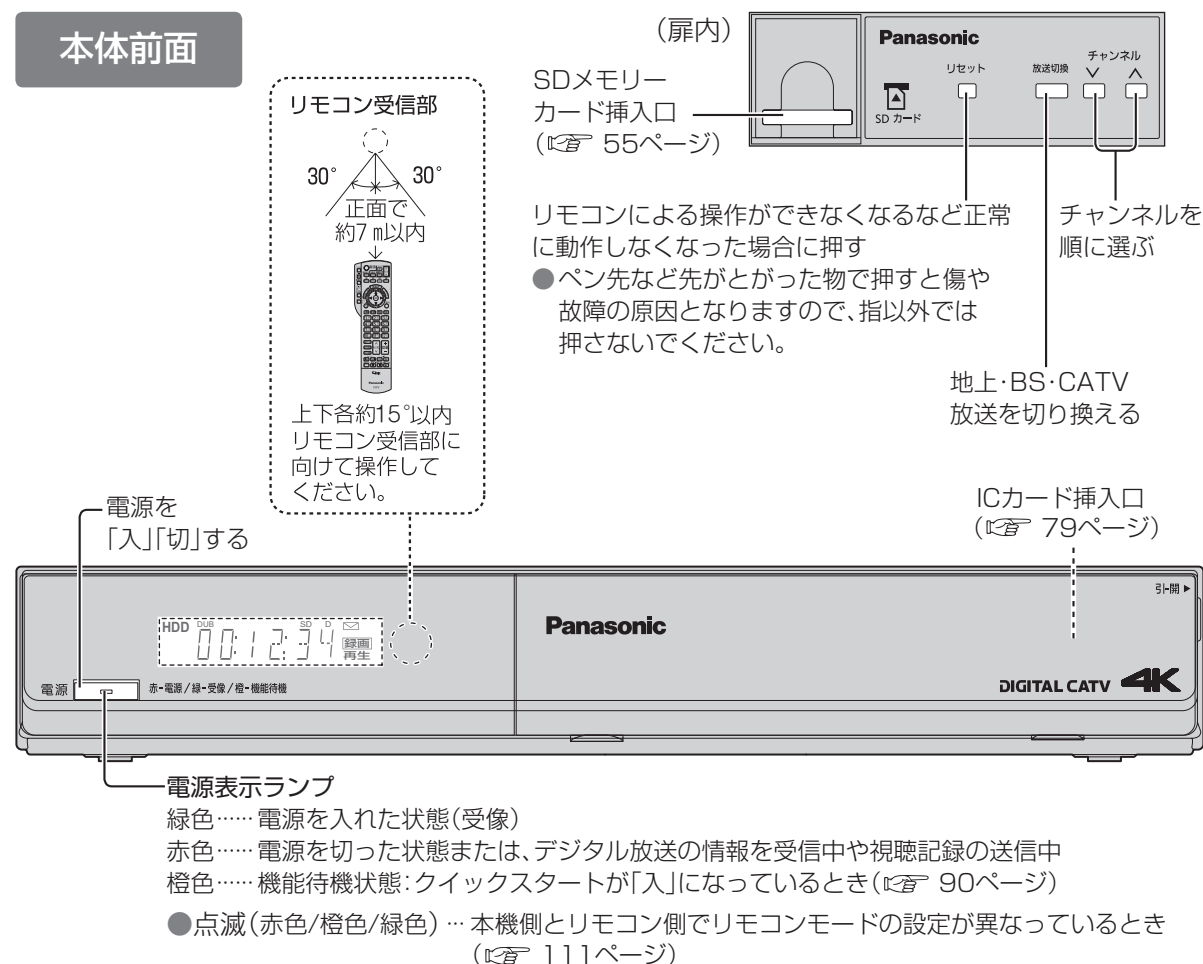 本体前面
リモコン受信部
30° 30°
正面で
約7 m以内
Panasonic
上下各約15°以内
リモコン受信部に
向けて操作して
ください。
(扉内)
SDメモリー
カード挿入口
(☞ 55ページ)
Panasonic
リセット
放送切換
チャンネル
SD カード
リモコンによる操作ができなくなるなど正常
に動作しなくなった場合に押す
●ペン先など先がとがった物で押すと傷や
故障の原因となりますので、指以外では
押さないでください。
チャンネルを
順に選ぶ
地上・BS・CATV
放送を切り換える
電源を
「入」「切」する
ICカード挿入口
(☞ 79ページ)
引-開▶
HDD DUB SD D
00:12:34 録画
再生
Panasonic
電源
赤-電源/緑-受像/橙-機能待機
DIGITAL CATV 4K
電源表示ランプ
緑色……電源を入れた状態(受像)
赤色……電源を切った状態または、デジタル放送の情報を受信中や視聴記録の送信中
橙色……機能待機状態:クイックスタートが「入」になっているとき(☞ 90ページ)
●点滅(赤色/橙色/緑色)…本機側とリモコン側でリモコンモードの設定が異なっているとき
(☞ 111ページ)